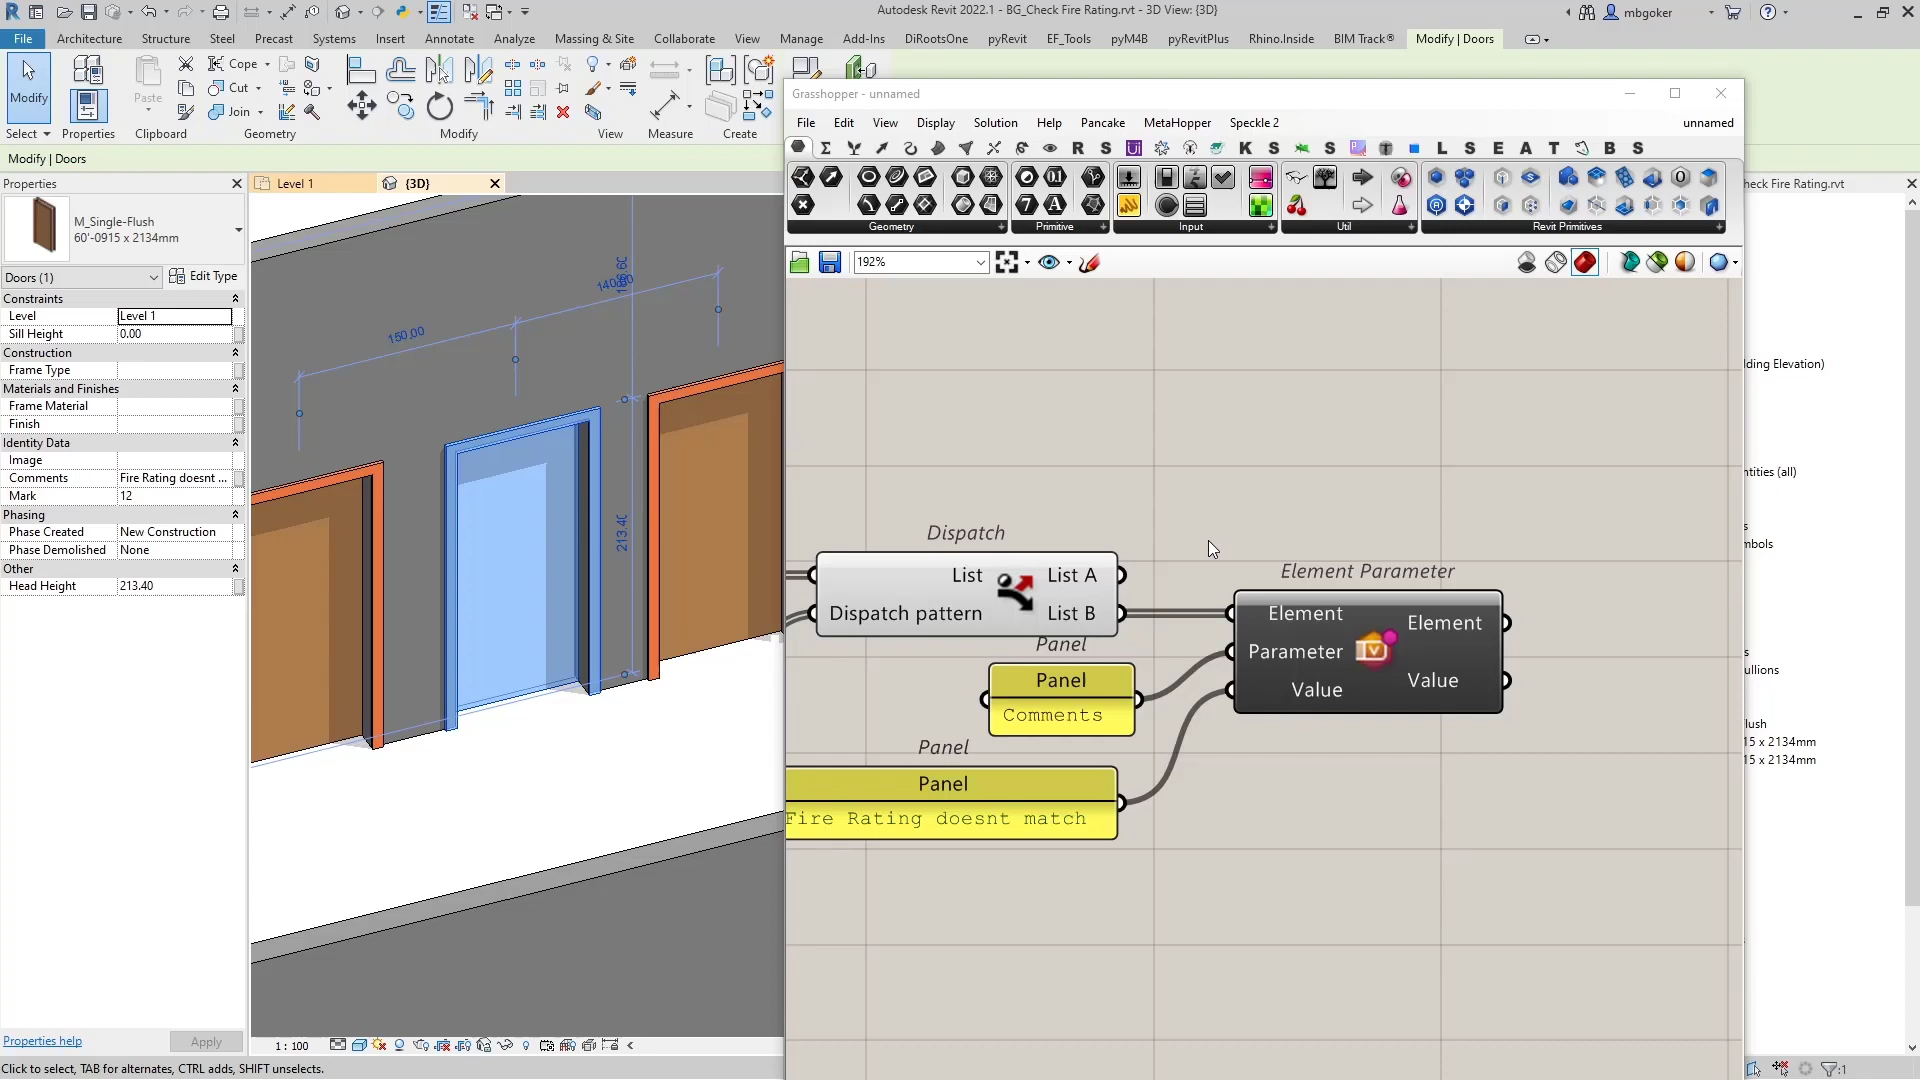 Autodesk Revit 2022.1 - BG_Check Fire Rating.rvt - 3D View: {3D}
mbgoker
File
Architecture
Structure
Steel
Precast
Systems
Insert
Annotate
Analyze
Massing & Site
Collaborate
View
Manage
Add-Ins
DiRootsOne
pyRevit
EF_Tools
pyM4B
pyRevitPlus
Rhino.Inside
BIM Track®
Modify | Doors
Modify
Paste
Cope
Cut
Join
Select
Properties
Clipboard
Geometry
Modify
View
Measure
Create
Modify | Doors
Properties
M_Single-Flush
60'-0915 x 2134mm
Doors (1)
Edit Type
Constraints
Level
Level 1
Sill Height
0.00
Construction
Frame Type
Materials and Finishes
Frame Material
Finish
Identity Data
Image
Comments
Fire Rating doesnt ...
Mark
12
Phasing
Phase Created
New Construction
Phase Demolished
None
Other
Head Height
213.40
Properties help
Apply
Click to select, TAB for alternates, CTRL adds, SHIFT unselects.
Level 1
{3D}
150.00
213.40
1 : 100
Grasshopper - unnamed
File
Edit
View
Display
Solution
Help
Pancake
MetaHopper
Speckle 2
unnamed
R
S
Ui
K
S
S
L
S
E
A
T
B
S
Geometry
Primitive
Input
Util
Revit Primitives
192%
Dispatch
List
List A
Dispatch pattern
List B
Element Parameter
Element
Element
Parameter
Value
Value
Panel
Panel
Comments
Panel
Panel
Fire Rating doesnt match
heck Fire Rating.rvt
lding Elevation)
ntities (all)
s
mbols
s
ullions
lush
15 x 2134mm
15 x 2134mm
:1